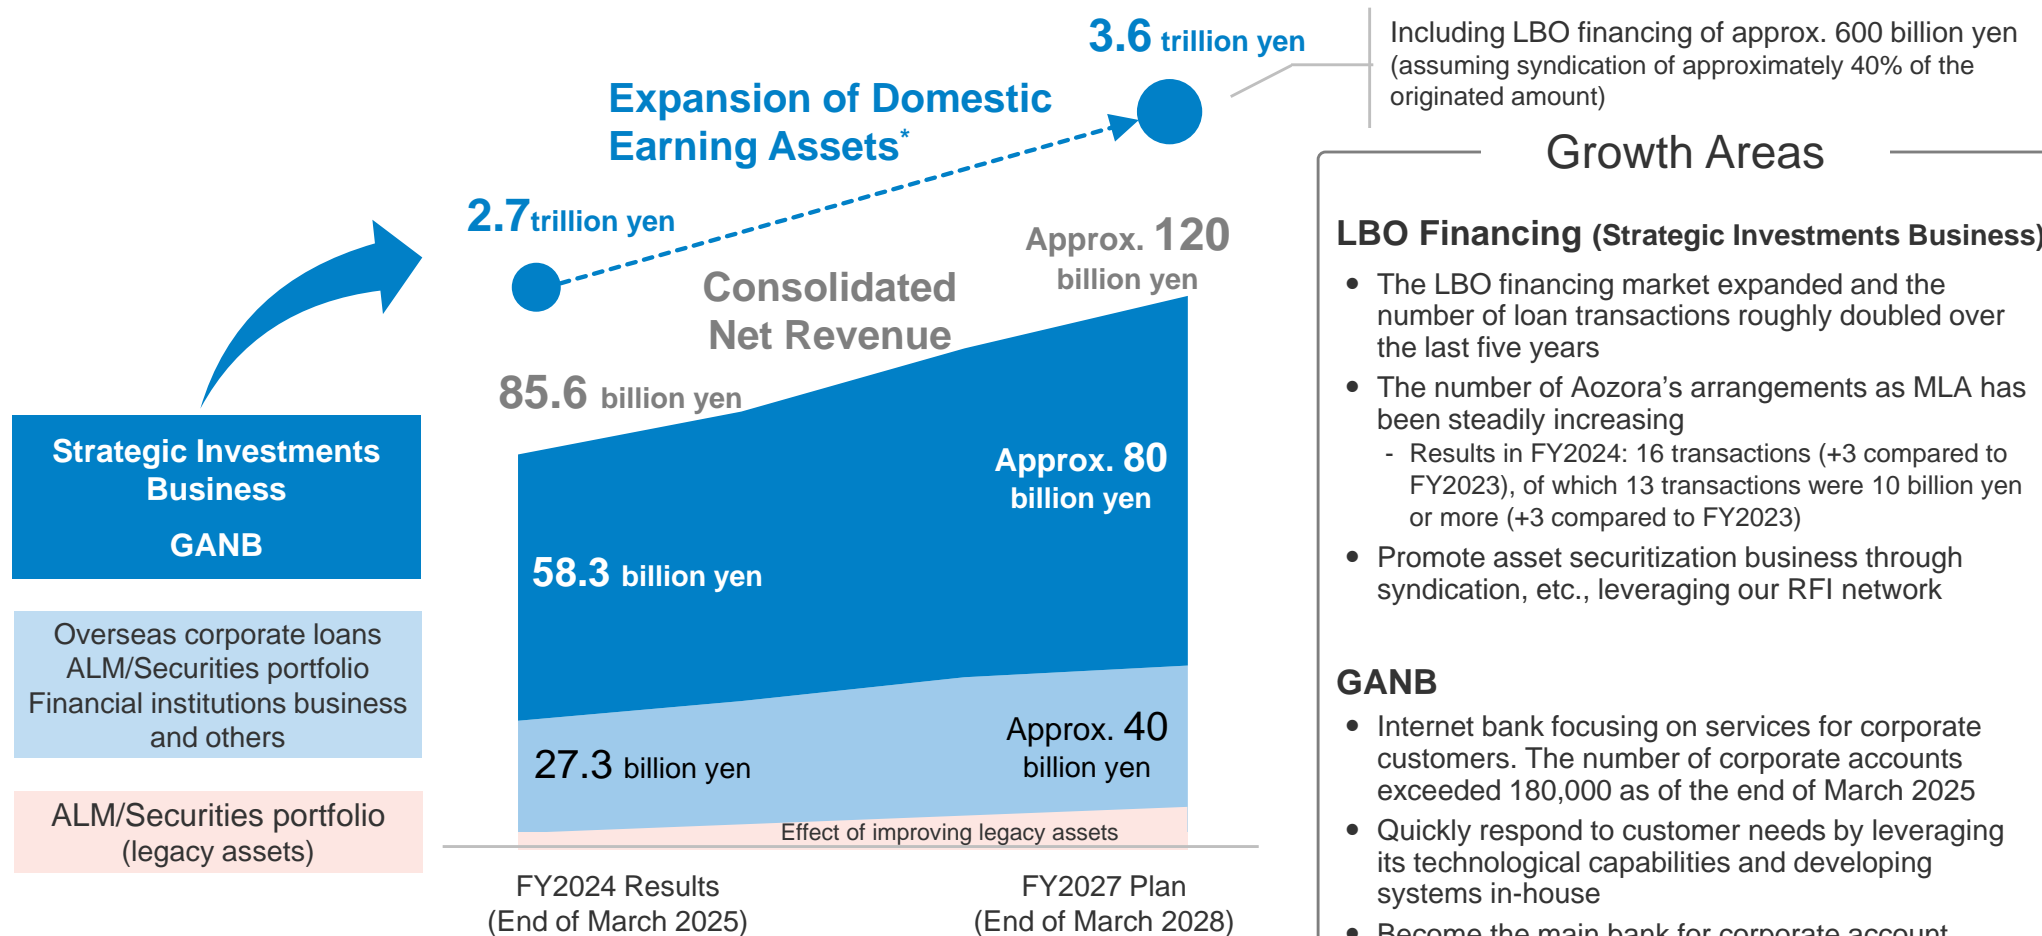 3.6 trillion yen
Including LBO financing of approx. 600 billion yen
(assuming syndication of approximately 40% of the
originated amount)
Expansion of Domestic
Earning Assets*
2.7 trillion yen
Consolidated
Net Revenue
Approx. 120
billion yen
85.6 billion yen
Strategic Investments
Business
GANB
Approx. 80
billion yen
58.3 billion yen
Overseas corporate loans
ALM/Securities portfolio
Financial institutions business
and others
Approx. 40
billion yen
27.3 billion yen
ALM/Securities portfolio
(legacy assets)
Effect of improving legacy assets
FY2024 Results
(End of March 2025)
FY2027 Plan
(End of March 2028)
Growth Areas
LBO Financing (Strategic Investments Business)
• The LBO financing market expanded and the
number of loan transactions roughly doubled over
the last five years
• The number of Aozora's arrangements as MLA has
been steadily increasing
- Results in FY2024: 16 transactions (+3 compared to
FY2023), of which 13 transactions were 10 billion yen
or more (+3 compared to FY2023)
• Promote asset securitization business through
syndication, etc., leveraging our RFI network
GANB
• Internet bank focusing on services for corporate
customers. The number of corporate accounts
exceeded 180,000 as of the end of March 2025
• Quickly respond to customer needs by leveraging
its technological capabilities and developing
systems in-house
• Become the main bank for corporate account